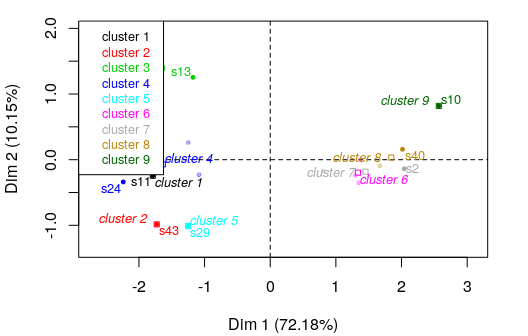 2.0
cluster 1
cluster 2
cluster 3
cluster 4
cluster 5
cluster 6
cluster 7
cluster 8
cluster 9
s13
1.0
cluster 9
s10
cluster 4
cluster 8
s40
0.0
cluster 7
s2
s11
cluster 1
cluster 6
s24
cluster 2
cluster 5
s43
s29
-1.0
Dim 2 (10.15%)
-2
-1
0
1
2
3
Dim 1 (72.18%)